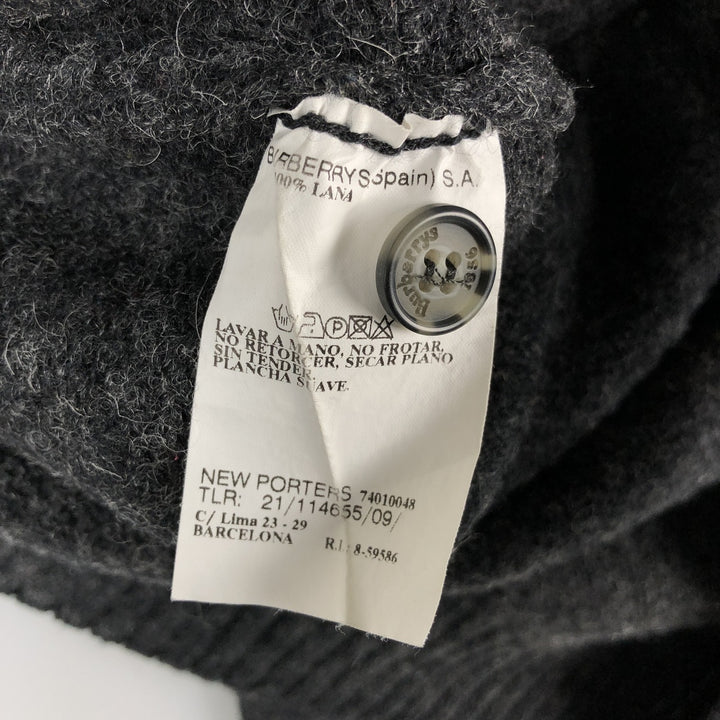 BURBERRYS(Spain) S.A.
100% LANA
Burberrys
1856
P
LAVAR A MANO, NO FROTAR,
NO RETORCER, SECAR PLANO
SIN TENDER,
PLANCHA SUAVE.
NEW PORTERS 74010048
TLR: 21/114655/09/
C/ Lima 23 - 29
BARCELONA R.I.: 8-59586